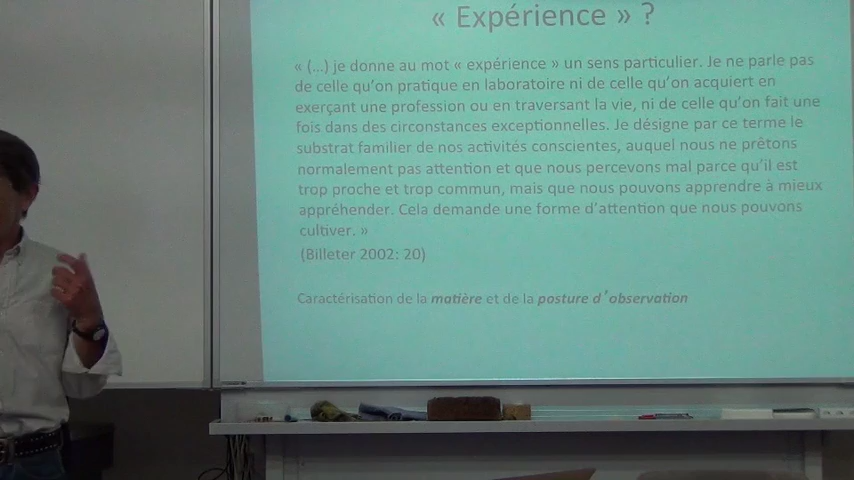 « Expérience » ?
« (…) je donne au mot « expérience » un sens particulier. Je ne parle pas
de celle qu'on pratique en laboratoire ni de celle qu'on acquiert en
exerçant une profession ou en traversant la vie, ni de celle qu'on fait une
fois dans des circonstances exceptionnelles. Je désigne par ce terme le
substrat familier de nos activités conscientes, auquel nous ne prêtons
normalement pas attention et que nous percevons mal parce qu'il est
trop proche et trop commun, mais que nous pouvons apprendre à mieux
appréhender. Cela demande une forme d'attention que nous pouvons
cultiver. »
(Billeter 2002: 20)
Caractérisation de la matière et de la posture d'observation